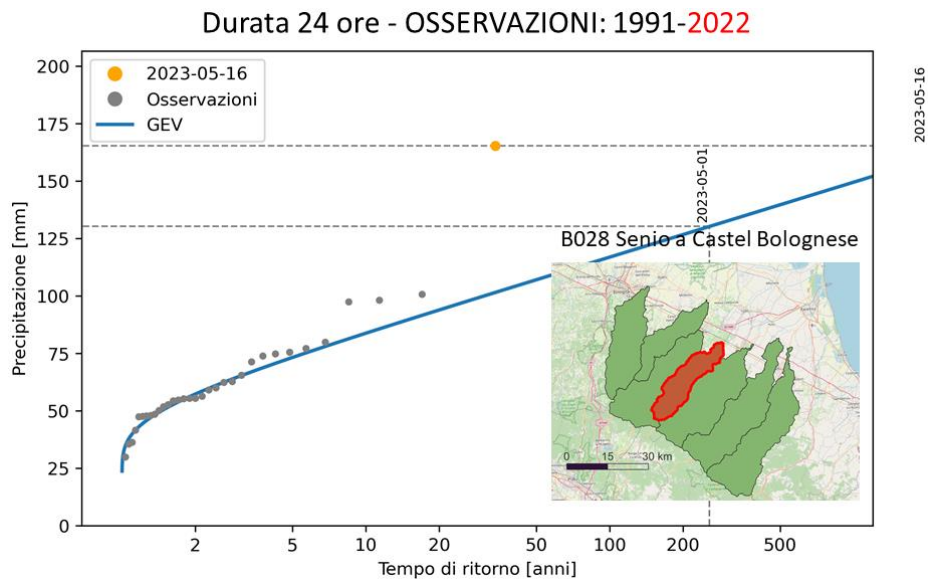 Durata 24 ore - OSSERVAZIONI: 1991-2022
2023-05-16
Osservazioni
GEV
200
175
150
125
100
75
50
25
0
Precipitazione [mm]
2023-05-01
2023-05-16
B028 Senio a Castel Bolognese
0 15 30 km
2 5 10 20 50 100 200 500
Tempo di ritorno [anni]